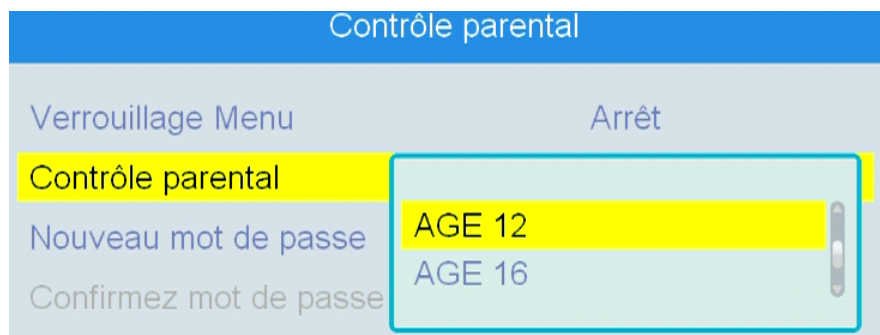 Contrôle parental
Verrouillage Menu Arrêt
Contrôle parental
AGE 12
Nouveau mot de passe
AGE 16
Confirmez mot de passe